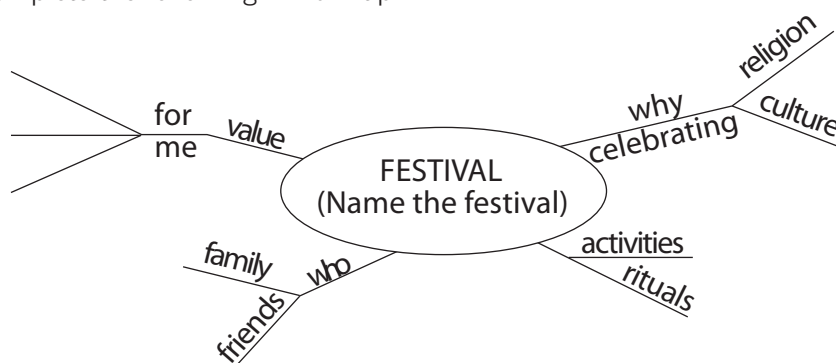 for
me
value
FESTIVAL
(Name the festival)
why
celebrating
religion
culture
family
friends
who
activities
rituals